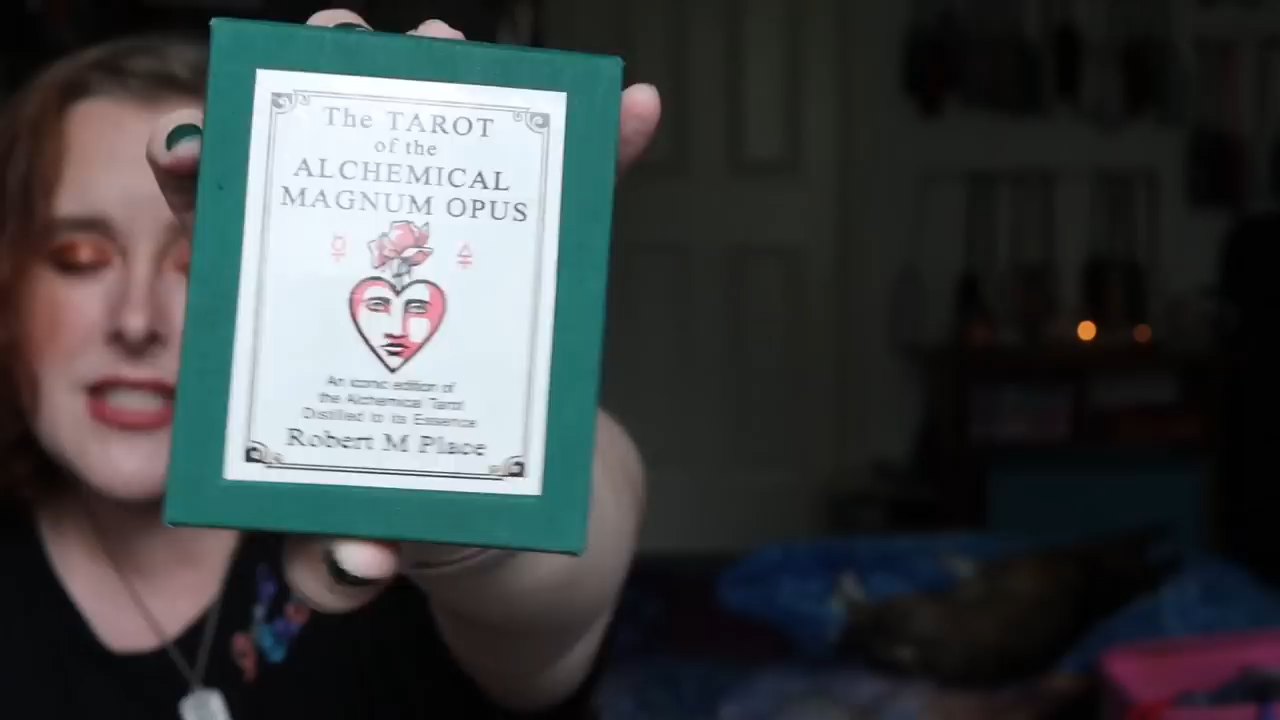 The TAROT
of the
ALCHEMICAL
MAGNUM OPUS
An iconic edition of
the Alchemical Tarot
Distilled to its Essence
Robert M Place